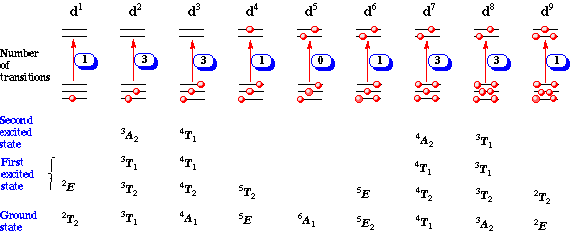 d1 d2 d3 d4 d5 d6 d7 d8 d9
Number
of
transitions
1 3 3 1 0 1 3 3 1
Second
excited
state
3A2 4T1 4A2 3T1
First
excited
state
3T1 4T1 4T1 3T1
2E 3T2 4T2 5T2 5E 4T2 3T2 2T2
Ground
state
2T2 3T1 4A1 5E 6A1 5E2 4T1 3A2 2E